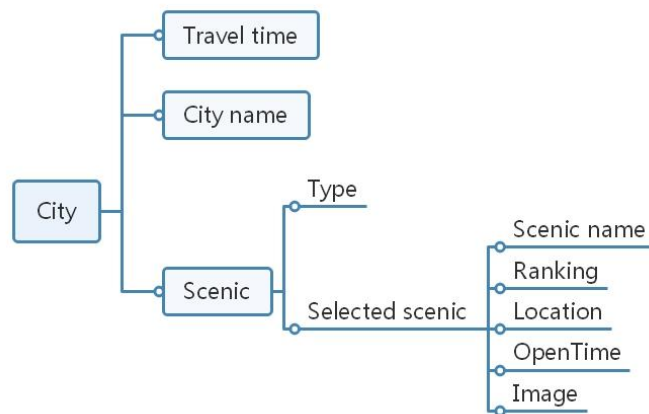 Travel time
City name
City
Type
Scenic
Selected scenic
Scenic name
Ranking
Location
OpenTime
Image